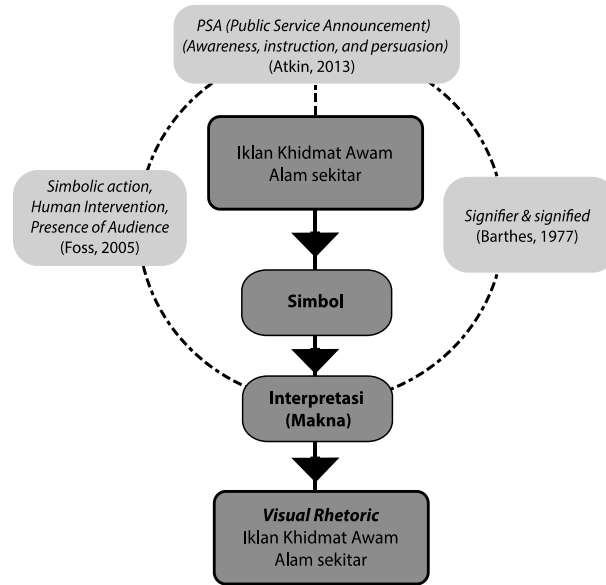 PSA (Public Service Announcement)
(Awareness, instruction, and persuasion)
(Atkin, 2013)
Iklan Khidmat Awam
Alam sekitar
Simbolic action,
Human Intervention,
Presence of Audience
(Foss, 2005)
Signifier & signified
(Barthes, 1977)
Simbol
Interpretasi
(Makna)
Visual Rhetoric
Iklan Khidmat Awam
Alam sekitar